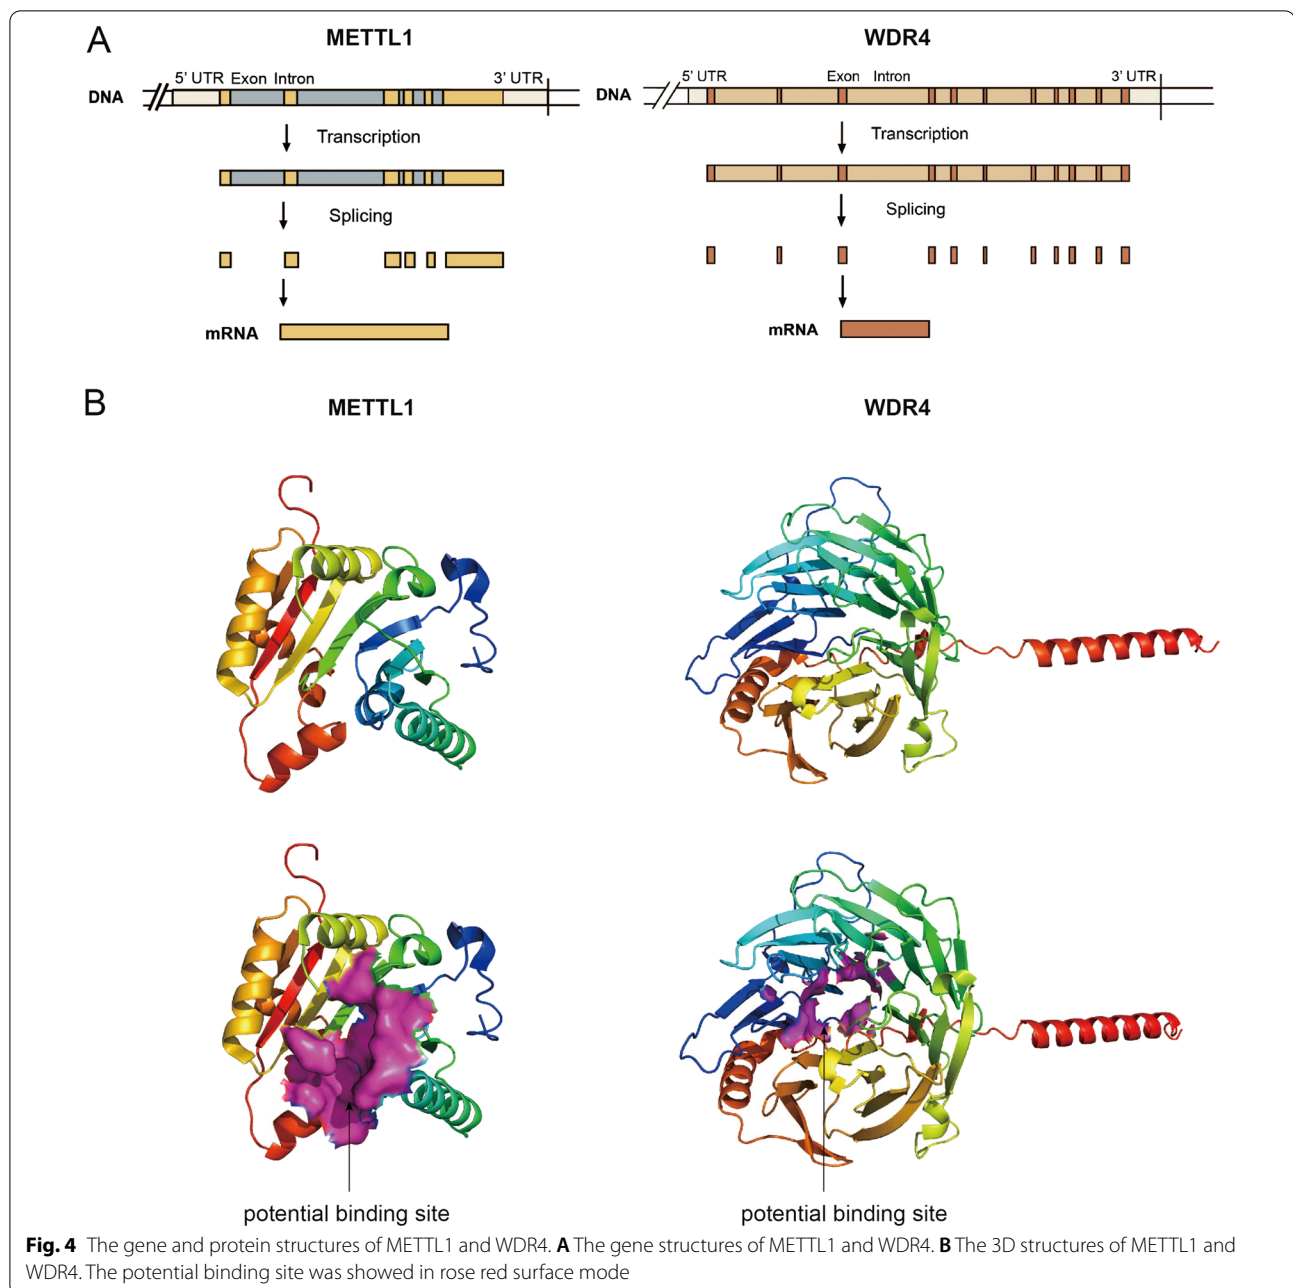 A
METTL1
WDR4
5’ UTR Exon Intron 3’ UTR
DNA
Transcription
Splicing
mRNA
5’ UTR Exon Intron 3’ UTR
DNA
Transcription
Splicing
mRNA
B
METTL1
WDR4
potential binding site
potential binding site
Fig. 4 The gene and protein structures of METTL1 and WDR4. A The gene structures of METTL1 and WDR4. B The 3D structures of METTL1 and
WDR4. The potential binding site was showed in rose red surface mode